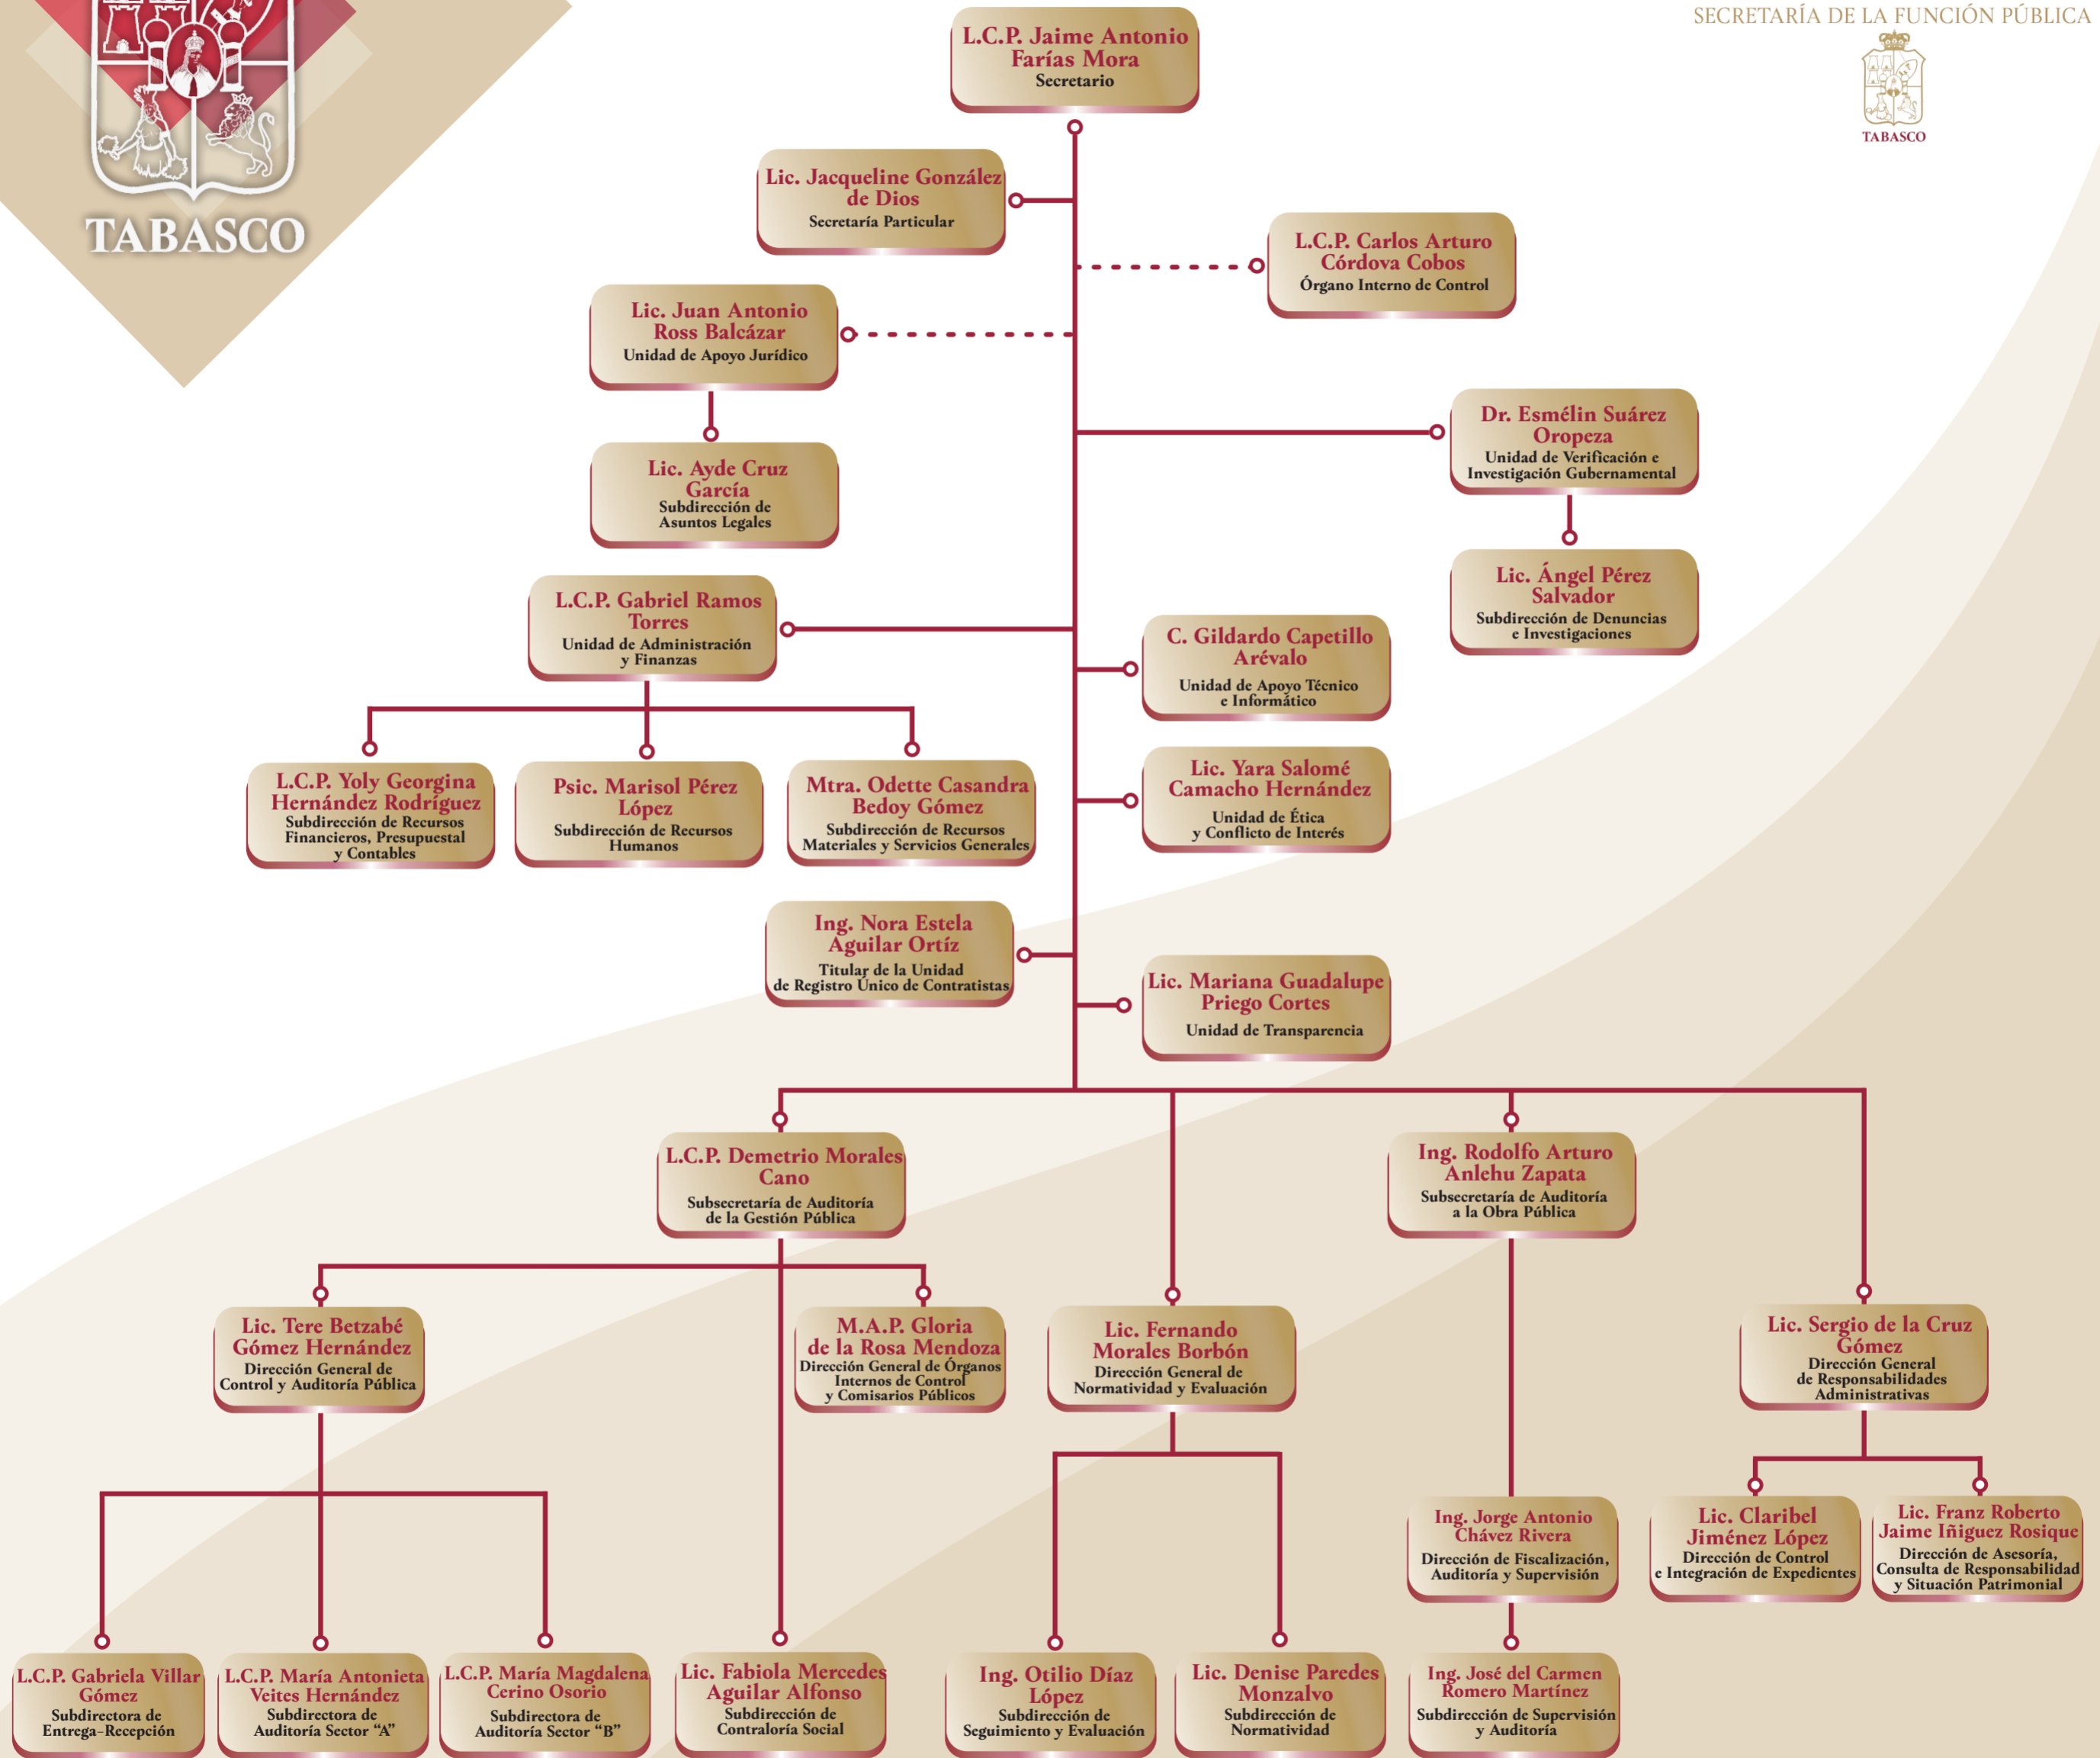 SECRETARÍA DE LA FUNCIÓN PÚBLICA
TABASCO
TABASCO
L.C.P. Jaime Antonio
Farías Mora
Secretario
Lic. Jacqueline González
de Dios
Secretaría Particular
L.C.P. Carlos Arturo
Córdova Cobos
Órgano Interno de Control
Lic. Juan Antonio
Ross Balcázar
Unidad de Apoyo Jurídico
Lic. Ayde Cruz
García
Subdirección de
Asuntos Legales
Dr. Esmélin Suárez
Oropeza
Unidad de Verificación e
Investigación Gubernamental
Lic. Ángel Pérez
Salvador
Subdirección de Denuncias
e Investigaciones
L.C.P. Gabriel Ramos
Torres
Unidad de Administración
y Finanzas
C. Gildardo Capetillo
Arévalo
Unidad de Apoyo Técnico
e Informático
L.C.P. Yoly Georgina
Hernández Rodríguez
Subdirección de Recursos
Financieros, Presupuestal
y Contables
Psic. Marisol Pérez
López
Subdirección de Recursos
Humanos
Mtra. Odette Casandra
Bedoy Gómez
Subdirección de Recursos
Materiales y Servicios Generales
Lic. Yara Salomé
Camacho Hernández
Unidad de Ética
y Conflicto de Interés
Ing. Nora Estela
Aguilar Ortíz
Titular de la Unidad
de Registro Único de Contratistas
Lic. Mariana Guadalupe
Priego Cortes
Unidad de Transparencia
L.C.P. Demetrio Morales
Cano
Subsecretaría de Auditoría
de la Gestión Pública
Ing. Rodolfo Arturo
Anlehu Zapata
Subsecretaría de Auditoría
a la Obra Pública
Lic. Tere Betzabé
Gómez Hernández
Dirección General de
Control y Auditoría Pública
M.A.P. Gloria
de la Rosa Mendoza
Dirección General de Órganos
Internos de Control
y Comisarios Públicos
Lic. Fernando
Morales Borbón
Dirección General de
Normatividad y Evaluación
Lic. Sergio de la Cruz
Gómez
Dirección General
de Responsabilidades
Administrativas
Ing. Jorge Antonio
Chávez Rivera
Dirección de Fiscalización,
Auditoría y Supervisión
Lic. Claribel
Jiménez López
Dirección de Control
e Integración de Expedientes
Lic. Franz Roberto
Jaime Iñiguez Rosique
Dirección de Asesoría,
Consulta de Responsabilidad
y Situación Patrimonial
L.C.P. Gabriela Villar
Gómez
Subdirectora de
Entrega-Recepción
L.C.P. María Antonieta
Veites Hernández
Subdirectora de
Auditoría Sector “A”
L.C.P. María Magdalena
Cerino Osorio
Subdirectora de
Auditoría Sector “B”
Lic. Fabiola Mercedes
Aguilar Alfonso
Subdirección de
Contraloría Social
Ing. Otilio Díaz
López
Subdirección de
Seguimiento y Evaluación
Lic. Denise Paredes
Monzalvo
Subdirección de
Normatividad
Ing. José del Carmen
Romero Martínez
Subdirección de Supervisión
y Auditoría